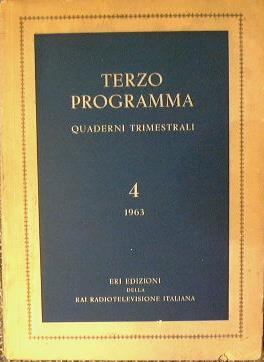 TERZO
PROGRAMMA
QUADERNI TRIMESTRALI
4
1963
ERI EDIZIONI
DELLA
RAI RADIOTELEVISIONE ITALIANA